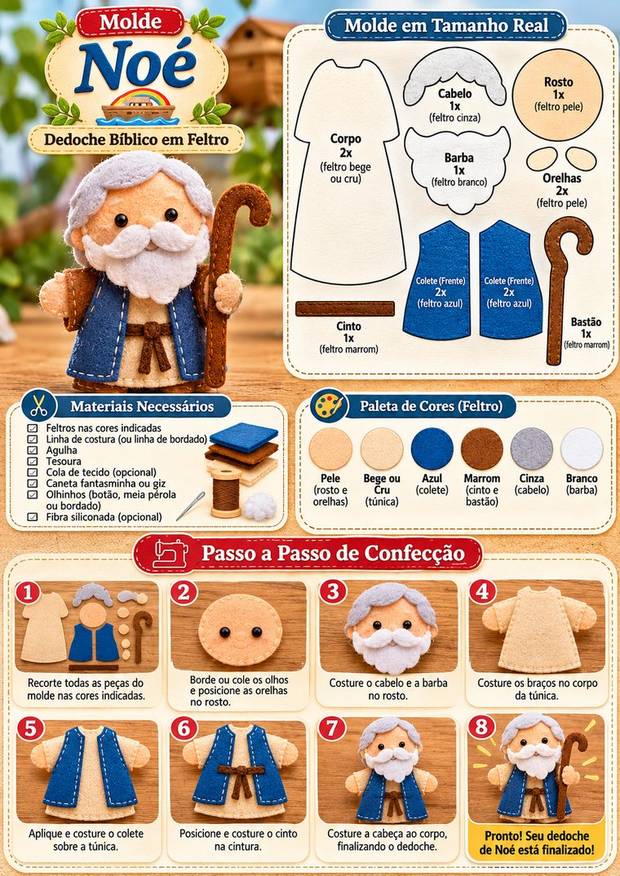 Molde
Noé
Dedoche Bíblico em Feltro
Molde em Tamanho Real
Corpo
2x
(feltro bege
ou cru)
Cabelo
1x
(feltro cinza)
Rosto
1x
(feltro pele)
Barba
1x
(feltro branco)
Orelhas
2x
(feltro pele)
Colete (Frente)
2x
(feltro azul)
Colete (Frente)
2x
(feltro azul)
Cinto
1x
(feltro marrom)
Bastão
1x
(feltro marrom)
Materiais Necessários
Feltros nas cores indicadas
Linha de costura (ou linha de bordado)
Agulha
Tesoura
Cola de tecido (opcional)
Caneta fantasminha ou giz
Olhinhos (botão, meia pérola
ou bordado)
Fibra siliconada (opcional)
Paleta de Cores (Feltro)
Pele
(rosto e
orelhas)
Bege ou
Cru
(túnica)
Azul
(colete)
Marrom
(cinto e
bastão)
Cinza
(cabelo)
Branco
(barba)
Passo a Passo de Confecção
1
Recorte todas as peças do
molde nas cores indicadas.
2
Borde ou cole os olhos
e posicione as orelhas
no rosto.
3
Costure o cabelo e a barba
no rosto.
4
Costure os braços no corpo
da túnica.
5
Aplique e costure o colete
sobre a túnica.
6
Posicione e costure o cinto
na cintura.
7
Costure a cabeça ao corpo,
finalizando o dedoche.
8
Pronto! Seu dedoche
de Noé está finalizado!